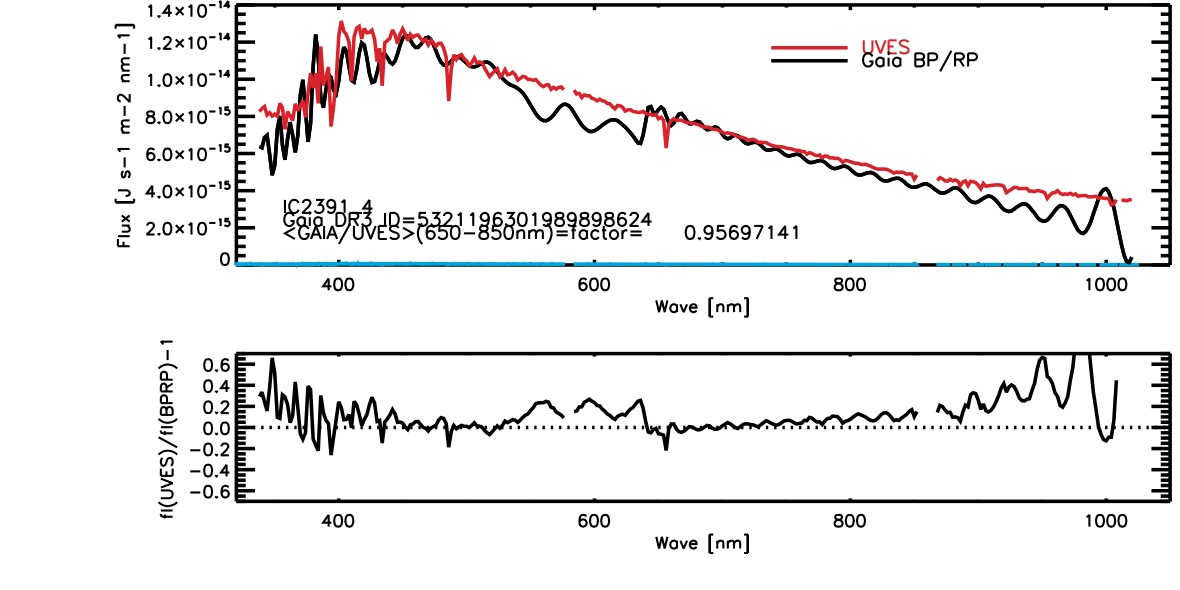 1.4×10−14
1.2×10−14
1.0×10−14
8.0×10−15
6.0×10−15
4.0×10−15
2.0×10−15
0
Flux [J s−1 m−2 nm−1]
UVES
Gaia BP/RP
IC2391_4
Gaia DR3 ID=5321196301989898624
<GAIA/UVES>(650−850nm)=factor= 0.95697141
400 600 800 1000
Wave [nm]
fl(UVES)/fl(BPRP)−1
0.6
0.4
0.2
0.0
−0.2
−0.4
−0.6
400 600 800 1000
Wave [nm]